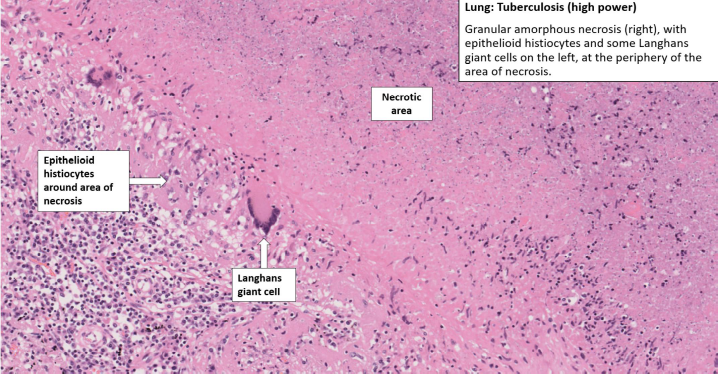 Lung: Tuberculosis (high power)
Granular amorphous necrosis (right), with
epithelioid histiocytes and some Langhans
giant cells on the left, at the periphery of the
area of necrosis.
Necrotic
area
Epithelioid
histiocytes
around area of
necrosis
Langhans
giant cell